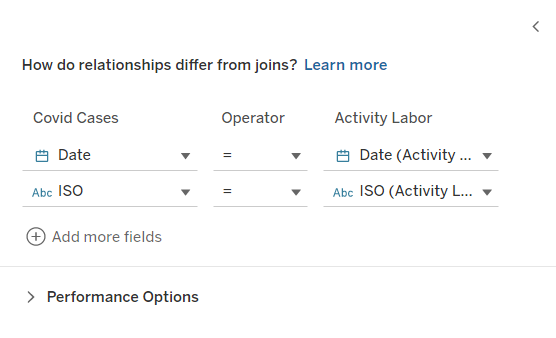 How do relationships differ from joins? Learn more
Covid Cases Operator Activity Labor
Date = Date (Activity ...
Abc ISO = Abc ISO (Activity L...
Add more fields
Performance Options